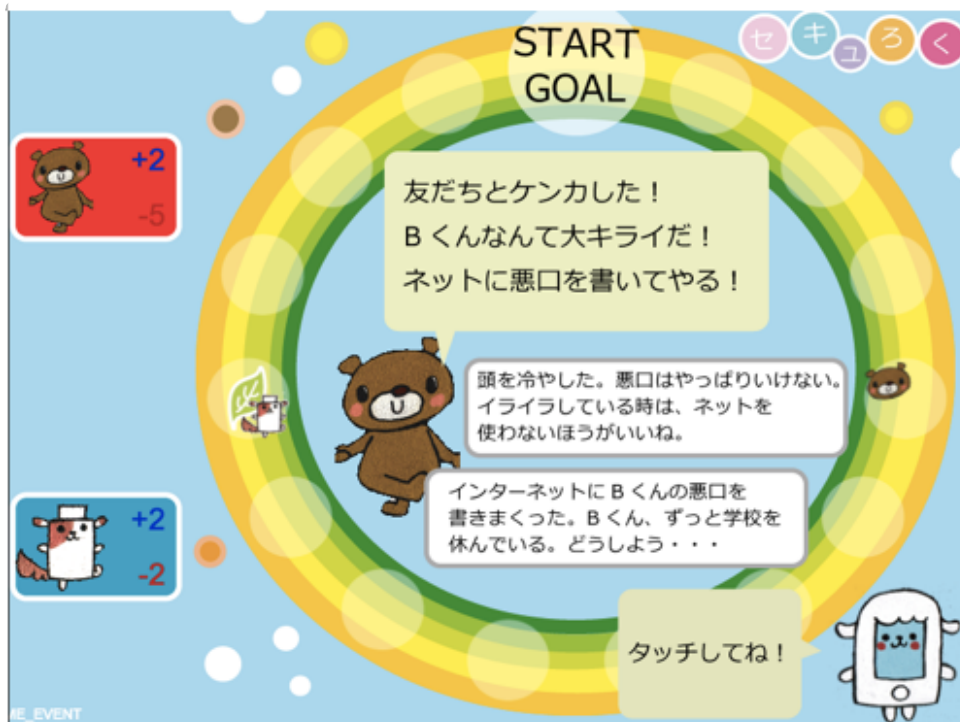 START
GOAL
セキュろく
+2
-5
友だちとケンカした！
Bくんなんて大キライだ！
ネットに悪口を書いてやる！
頭を冷やした。悪口はやっぱりいけない。
イライラしている時は、ネットを
使わないほうがいいね。
インターネットにBくんの悪口を
書きまくった。Bくん、ずっと学校を
休んでいる。どうしよう・・・
+2
-2
タッチしてね！
ME_EVENT